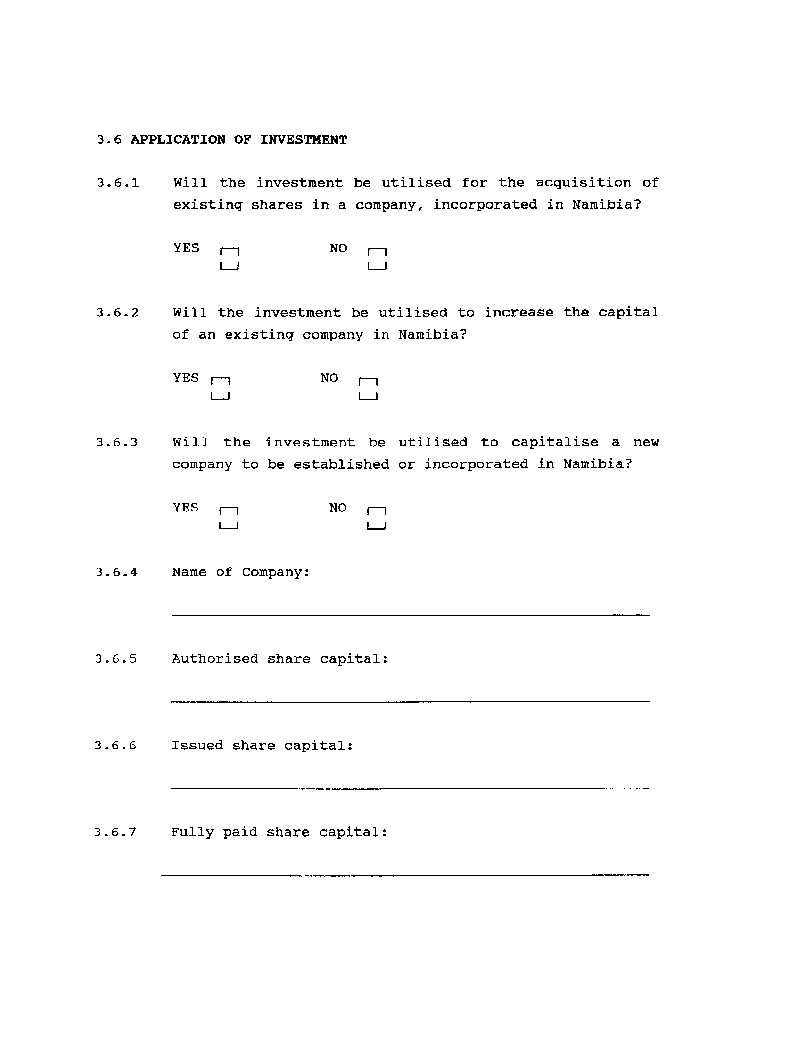 3.6 APPLICATION OF INVESTMENT
3.6.1 Will the investment be utilised for the acquisition of
existing shares in a company, incorporated in Namibia?
YES NO
3.6.2 Will the investment be utilised to increase the capital
of an existing company in Namibia?
YES NO
3.6.3 Will the investment be utilised to capitalise a new
company to be established or incorporated in Namibia?
YES NO
3.6.4 Name of Company:
3.6.5 Authorised share capital:
3.6.6 Issued share capital:
3.6.7 Fully paid share capital: